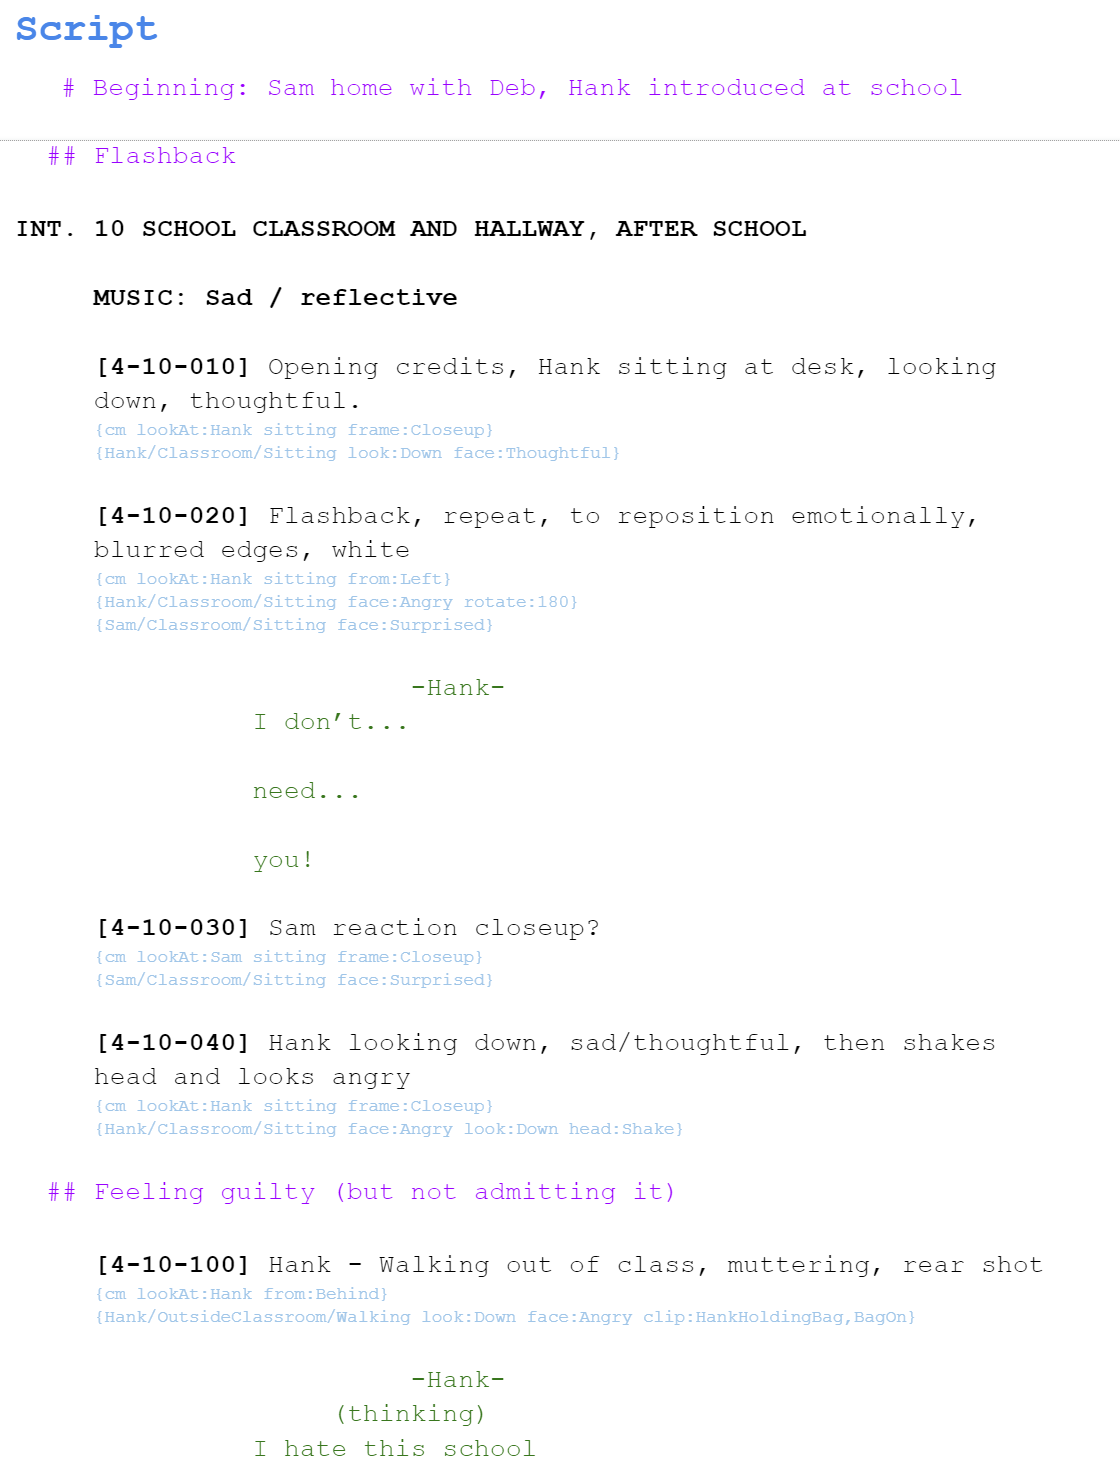 Script
# Beginning: Sam home with Deb, Hank introduced at school
## Flashback
INT. 10 SCHOOL CLASSROOM AND HALLWAY, AFTER SCHOOL
MUSIC: Sad / reflective
[4-10-010] Opening credits, Hank sitting at desk, looking
down, thoughtful.
{cm lookAt:Hank sitting frame:Closeup}
{Hank/Classroom/Sitting look:Down face:Thoughtful}
[4-10-020] Flashback, repeat, to reposition emotionally,
blurred edges, white
{cm lookAt:Hank sitting from:Left}
{Hank/Classroom/Sitting face:Angry rotate:180}
{Sam/Classroom/Sitting face:Surprised}
-Hank-
I don’t...
need...
you!
[4-10-030] Sam reaction closeup?
{cm lookAt:Sam sitting frame:Closeup}
{Sam/Classroom/Sitting face:Surprised}
[4-10-040] Hank looking down, sad/thoughtful, then shakes
head and looks angry
{cm lookAt:Hank sitting frame:Closeup}
{Hank/Classroom/Sitting face:Angry look:Down head:Shake}
## Feeling guilty (but not admitting it)
[4-10-100] Hank - Walking out of class, muttering, rear shot
{cm lookAt:Hank from:Behind}
{Hank/OutsideClassroom/Walking look:Down face:Angry clip:HankHoldingBag,BagOn}
-Hank-
(thinking)
I hate this school